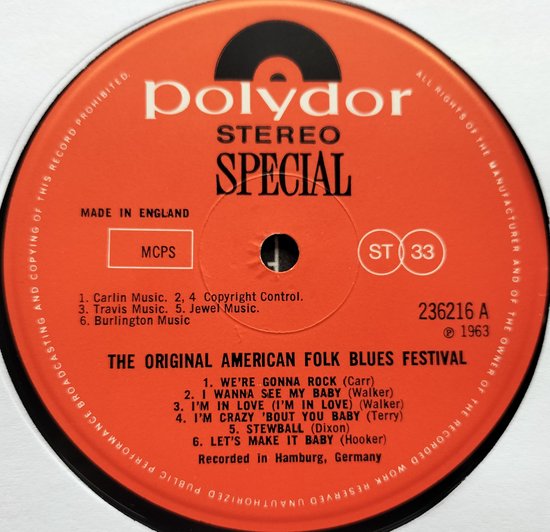 polydor
STEREO
SPECIAL
MADE IN ENGLAND
MCPS
ST 33
1. Carlin Music. 2, 4 Copyright Control.
3. Travis Music. 5. Jewel Music.
6. Burlington Music
236216 A
℗ 1963
THE ORIGINAL AMERICAN FOLK BLUES FESTIVAL
1. WE'RE GONNA ROCK (Carr)
2. I WANNA SEE MY BABY (Walker)
3. I'M IN LOVE (I'M IN LOVE) (Walker)
4. I'M CRAZY 'BOUT YOU BABY (Terry)
5. STEWBALL (Dixon)
6. LET'S MAKE IT BABY (Hooker)
Recorded in Hamburg, Germany
ALL RIGHTS OF THE MANUFACTURER AND OF THE OWNER OF THE RECORDED WORK RESERVED UNAUTHORIZED PUBLIC PERFORMANCE BROADCASTING AND COPYING OF THIS RECORD PROHIBITED.